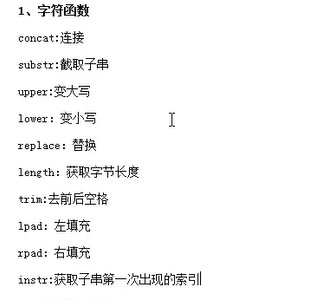 1、字符函数
concat:连接
substr:截取子串
upper:变大写
lower：变小写
replace：替换
length：获取字节长度
trim:去前后空格
lpad：左填充
rpad：右填充
instr:获取子串第一次出现的索引